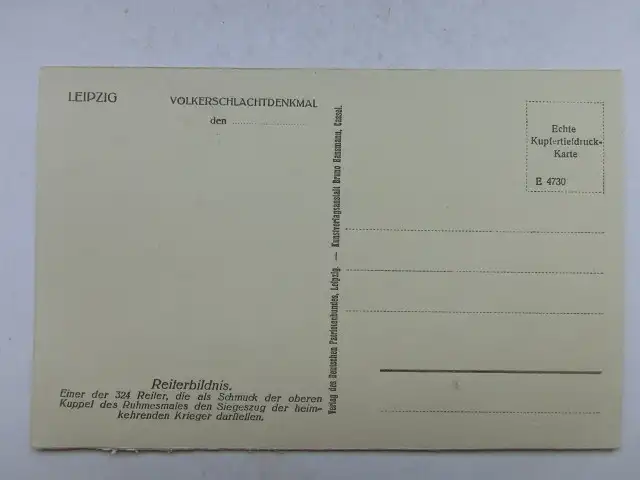 LEIPZIG
VOLKERSCHLACHTDENKMAL
den
Echte
Kupfertiefdruck-
Karte
E 4730
Verlag des Deutschen Patriotenbundes, Leipzig. — Kunstverlagsanstalt Bruno Hansmann, Cassel.
Reiterbildnis.
Einer der 324 Reiter, die als Schmuck der oberen
Kuppel des Ruhmesmales den Siegeszug der heim-
kehrenden Krieger darstellen.